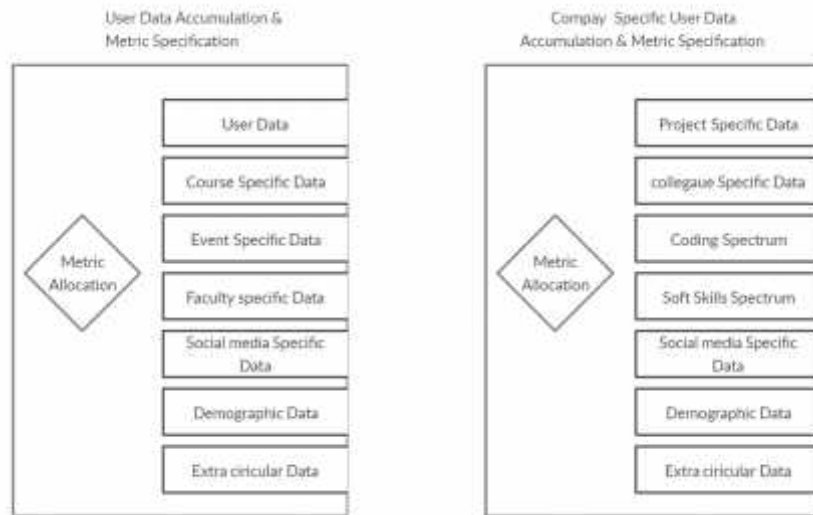 User Data Accumulation &
Metric Specification
User Data
Course Specific Data
Event Specific Data
Metric
Allocation
Faculty specific Data
Social media Specific
Data
Demographic Data
Extra ciricular Data
Compay Specific User Data
Accumulation & Metric Specification
Project Specific Data
collegaue Specific Data
Coding Spectrum
Metric
Allocation
Soft Skills Spectrum
Social media Specific
Data
Demographic Data
Extra ciricular Data